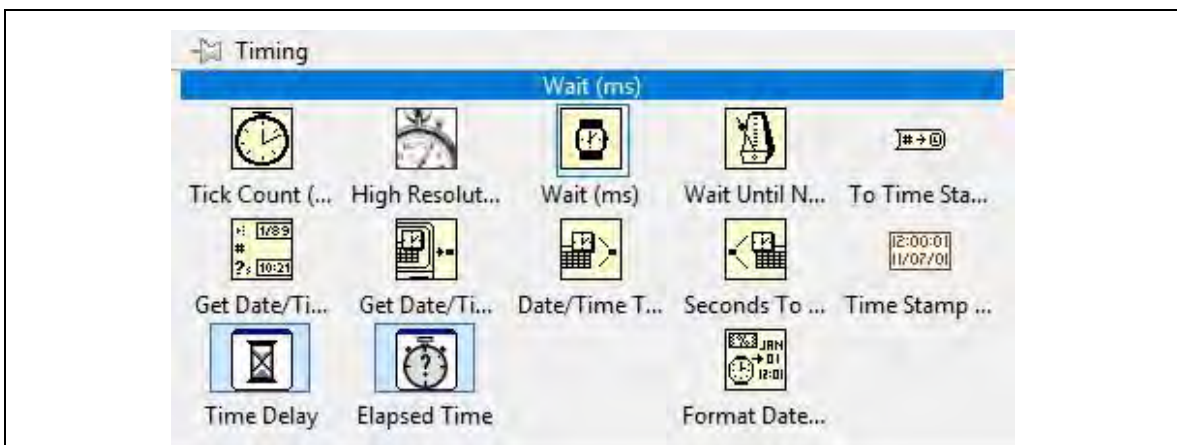 Timing
Wait (ms)
Tick Count (... High Resolut... Wait (ms) Wait Until N... To Time Sta...
Get Date/Ti... Get Date/Ti... Date/Time T... Seconds To ... Time Stamp ...
Time Delay Elapsed Time Format Date...